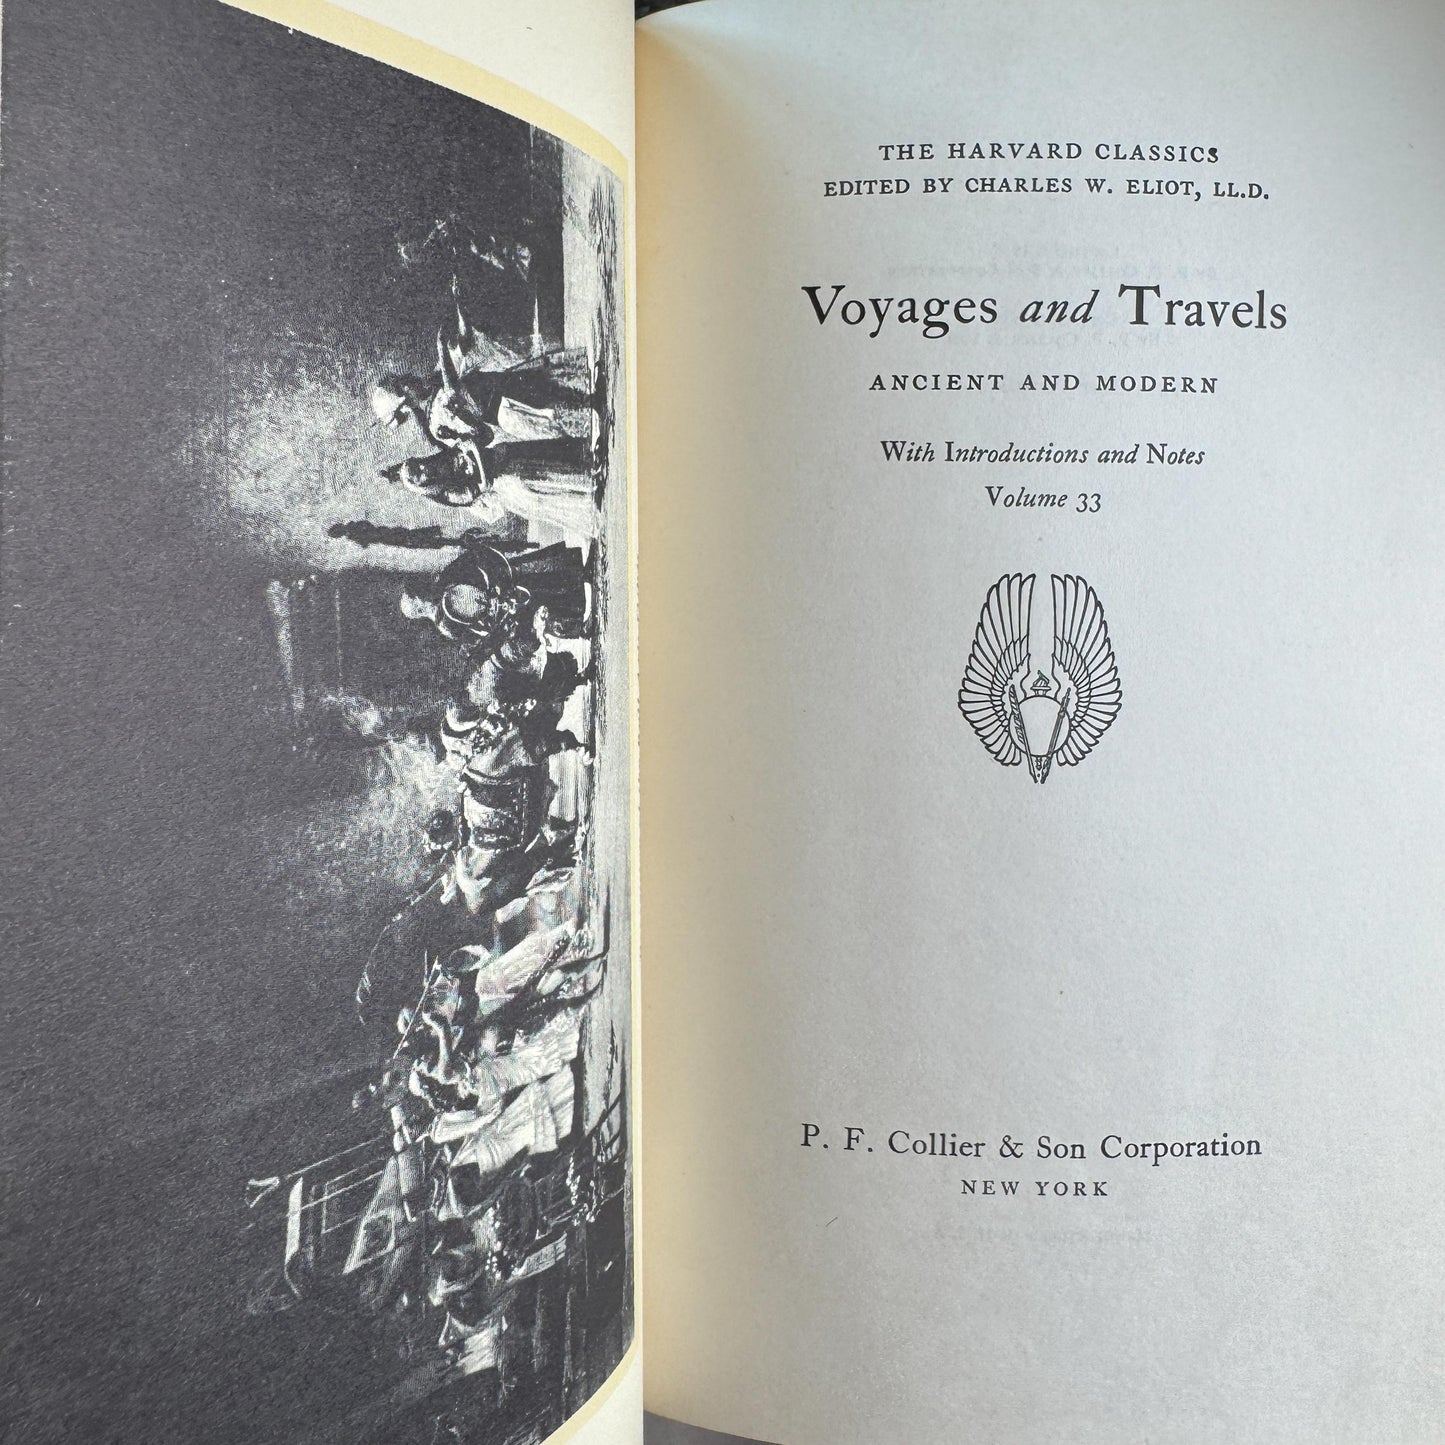 THE HARVARD CLASSICS
EDITED BY CHARLES W. ELIOT, LL.D.
Voyages and Travels
ANCIENT AND MODERN
With Introductions and Notes
Volume 33
P. F. Collier & Son Corporation
NEW YORK